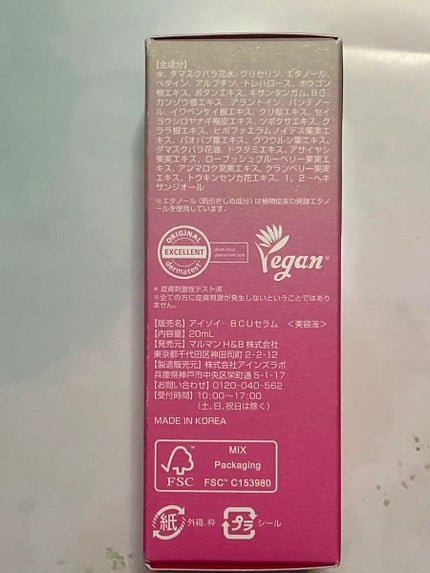 【全成分】
水、ダマスクバラ花水、グリセリン、エタノール、
ベタイン、アルブチン、トレハロース、オウゴン
根エキス、ボタンエキス、キサンタンガム、BG、
カンゾウ根エキス、アラントイン、パンテノー
ル、イワベンケイ根エキス、クリ殻エキス、セイ
ヨウシロヤナギ樹皮エキス、ツボクサエキス、ク
ララ根エキス、ヒポファエラムノイデス果実エ
キス、バオバブ葉エキス、ウワウルシ葉エキス、
ダマスクバラ花油、ドクダミエキス、アサイヤシ
果実エキス、ローブッシュブルーベリー果実エ
キス、アンマロク果実エキス、クランベリー果実
エキス、トウキンセンカ花エキス、1、2-ヘキ
サンジオール
※エタノール(肌引きしめ成分)は植物由来の発酵エタノ
ールを使用しています。
ORIGINAL
EXCELLENT
dermatest
Vegan®
* 皮膚刺激性テスト済
※全ての方に皮膚刺激が発生しないということではあり
ません。
【販売名】アイソイ・BCUセラム <美容液>
【内容量】20mL
【発売元】マルマンH&B株式会社
東京都千代田区神田司町2-2-12
【製造販売元】株式会社アインズラボ
兵庫県神戸市中央区栄町通5-1-17
【お問い合わせ】0120-040-562
【受付時間】10:00~17:00
(土、日、祝日は除く)
MADE IN KOREA
MIX
Packaging
FSC™ C153980
FSC
紙 外箱、枠 プラ シール